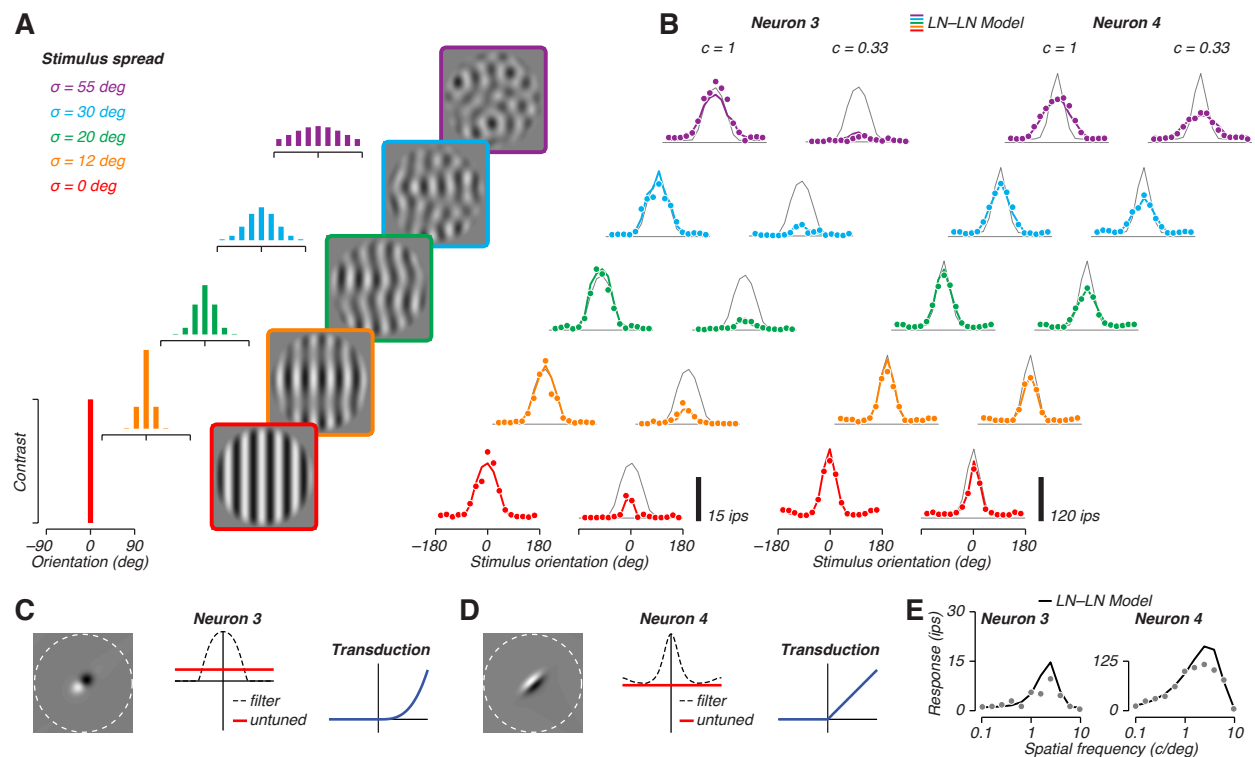 A
Stimulus spread
σ = 55 deg
σ = 30 deg
σ = 20 deg
σ = 12 deg
σ = 0 deg
Contrast
−90 0 90
Orientation (deg)
B
Neuron 3 LN–LN Model Neuron 4
c = 1 c = 0.33 c = 1 c = 0.33
15 ips 120 ips
−180 0 180 0 180 −180 0 180 0 180
Stimulus orientation (deg) Stimulus orientation (deg)
C
Neuron 3
Transduction
filter
untuned
D
Neuron 4
Transduction
filter
untuned
E
LN–LN Model
Neuron 3 Neuron 4
Response (ips)
30
15
0
125
0
0.1 1 10 0.1 1 10
Spatial frequency (c/deg)